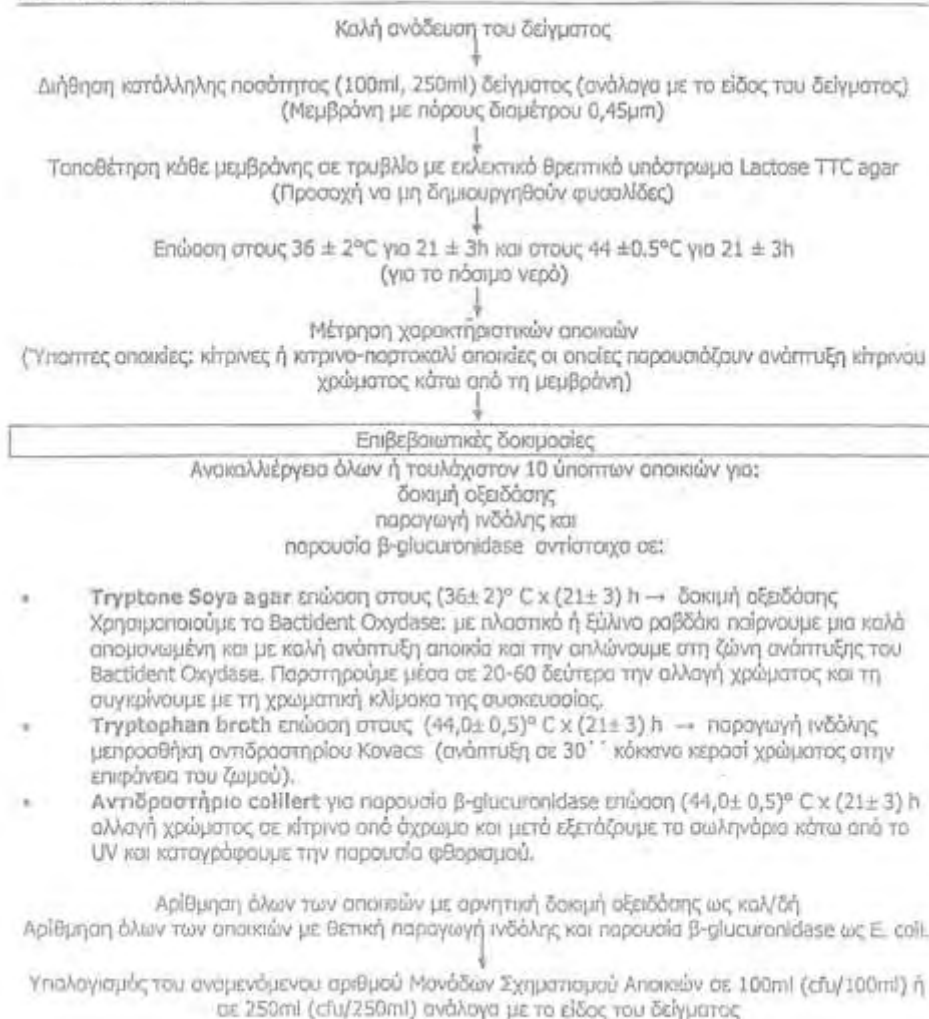 Καλή ανάδευση του δείγματος
Διήθηση κατάλληλης ποσότητος (100ml, 250ml) δείγματος (ανάλογα με το είδος του δείγματος)
(Μεμβράνη με πόρους διαμέτρου 0,45μm)
Τοποθέτηση κάθε μεμβράνης σε τρυβλίο με εκλεκτικό θρεπτικό υπόστρωμα Lactose TTC agar
(Προσοχή να μη δημιουργηθούν φυσαλίδες)
Επώαση στους 36 ± 2°C για 21 ± 3h και στους 44 ±0.5°C για 21 ± 3h
(για το πόσιμο νερό)
Μέτρηση χαρακτηριστικών αποικιών
(Ύποπτες αποικίες: κίτρινες ή κιτρινο-πορτοκαλί αποικίες οι οποίες παρουσιάζουν ανάπτυξη κίτρινου
χρώματος κάτω από τη μεμβράνη)
Επιβεβαιωτικές δοκιμασίες
Ανακαλλιέργεια όλων ή τουλάχιστον 10 ύποπτων αποικιών για:
δοκιμή οξειδάσης
παραγωγή ινδόλης και
παρουσία β-glucuronidase αντίστοιχα σε:
• Tryptone Soya agar επώαση στους (36± 2)° C x (21± 3) h → δοκιμή οξειδάσης
Χρησιμοποιούμε το Bactident Oxydase: με πλαστικό ή ξύλινο ραβδάκι παίρνουμε μια καλά
απομονωμένη και με καλή ανάπτυξη αποικία και την απλώνουμε στη ζώνη ανάπτυξης του
Bactident Oxydase. Παρατηρούμε μέσα σε 20-60 δεύτερα την αλλαγή χρώματος και τη
συγκρίνουμε με τη χρωματική κλίμακα της συσκευασίας.
• Tryptophan broth επώαση στους (44,0± 0,5)° C x (21± 3) h → παραγωγή ινδόλης
μεπροσθήκη αντιδραστηρίου Kovacs (ανάπτυξη σε 30΄΄ κόκκινο κερασί χρώματος στην
επιφάνεια του ζωμού).
• Αντιδραστήριο colilert για παρουσία β-glucuronidase επώαση (44,0± 0,5)° C x (21± 3) h
αλλαγή χρώματος σε κίτρινο από άχρωμο και μετά εξετάζουμε τα σωληνάρια κάτω από το
UV και καταγράφουμε την παρουσία φθορισμού.
Αρίθμηση όλων των αποικιών με αρνητική δοκιμή οξειδάσης ως κολ/δή
Αρίθμηση όλων των αποικιών με θετική παραγωγή ινδόλης και παρουσία β-glucuronidase ως E. coli.
Υπολογισμός του αναμενόμενου αριθμού Μονάδων Σχηματισμού Αποικιών σε 100ml (cfu/100ml) ή
σε 250ml (cfu/250ml) ανάλογα με το είδος του δείγματος